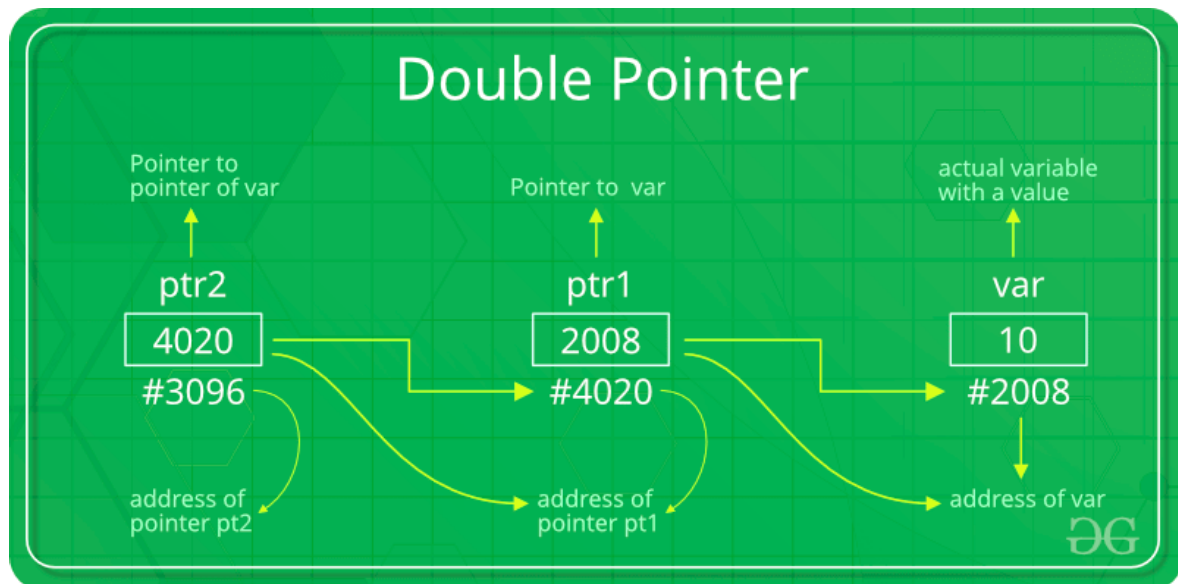 Double Pointer
Pointer to
pointer of var
Pointer to var
actual variable
with a value
ptr2
ptr1
var
4020
2008
10
#3096
#4020
#2008
address of
pointer pt2
address of
pointer pt1
address of var
GG